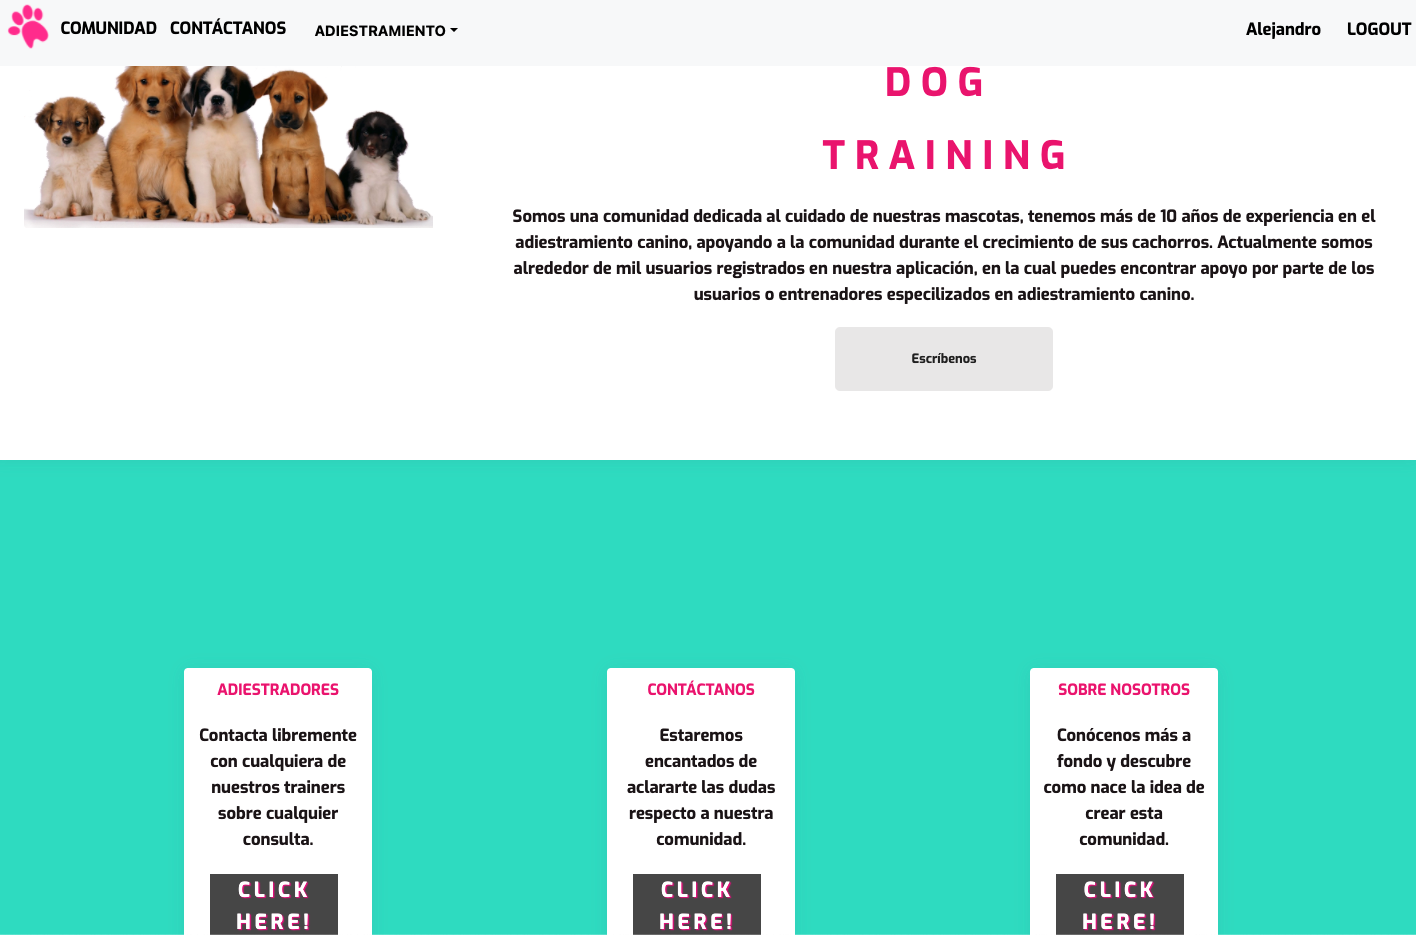 COMUNIDAD CONTÁCTANOS ADIESTRAMIENTO Alejandro LOGOUT
DOG
TRAINING
Somos una comunidad dedicada al cuidado de nuestras mascotas, tenemos más de 10 años de experiencia en el
adiestramiento canino, apoyando a la comunidad durante el crecimiento de sus cachorros. Actualmente somos
alrededor de mil usuarios registrados en nuestra aplicación, en la cual puedes encontrar apoyo por parte de los
usuarios o entrenadores especilizados en adiestramiento canino.
Escríbenos
ADIESTRADORES
Contacta libremente
con cualquiera de
nuestros trainers
sobre cualquier
consulta.
CLICK
HERE!
CONTÁCTANOS
Estaremos
encantados de
aclararte las dudas
respecto a nuestra
comunidad.
CLICK
HERE!
SOBRE NOSOTROS
Conócenos más a
fondo y descubre
como nace la idea de
crear esta
comunidad.
CLICK
HERE!